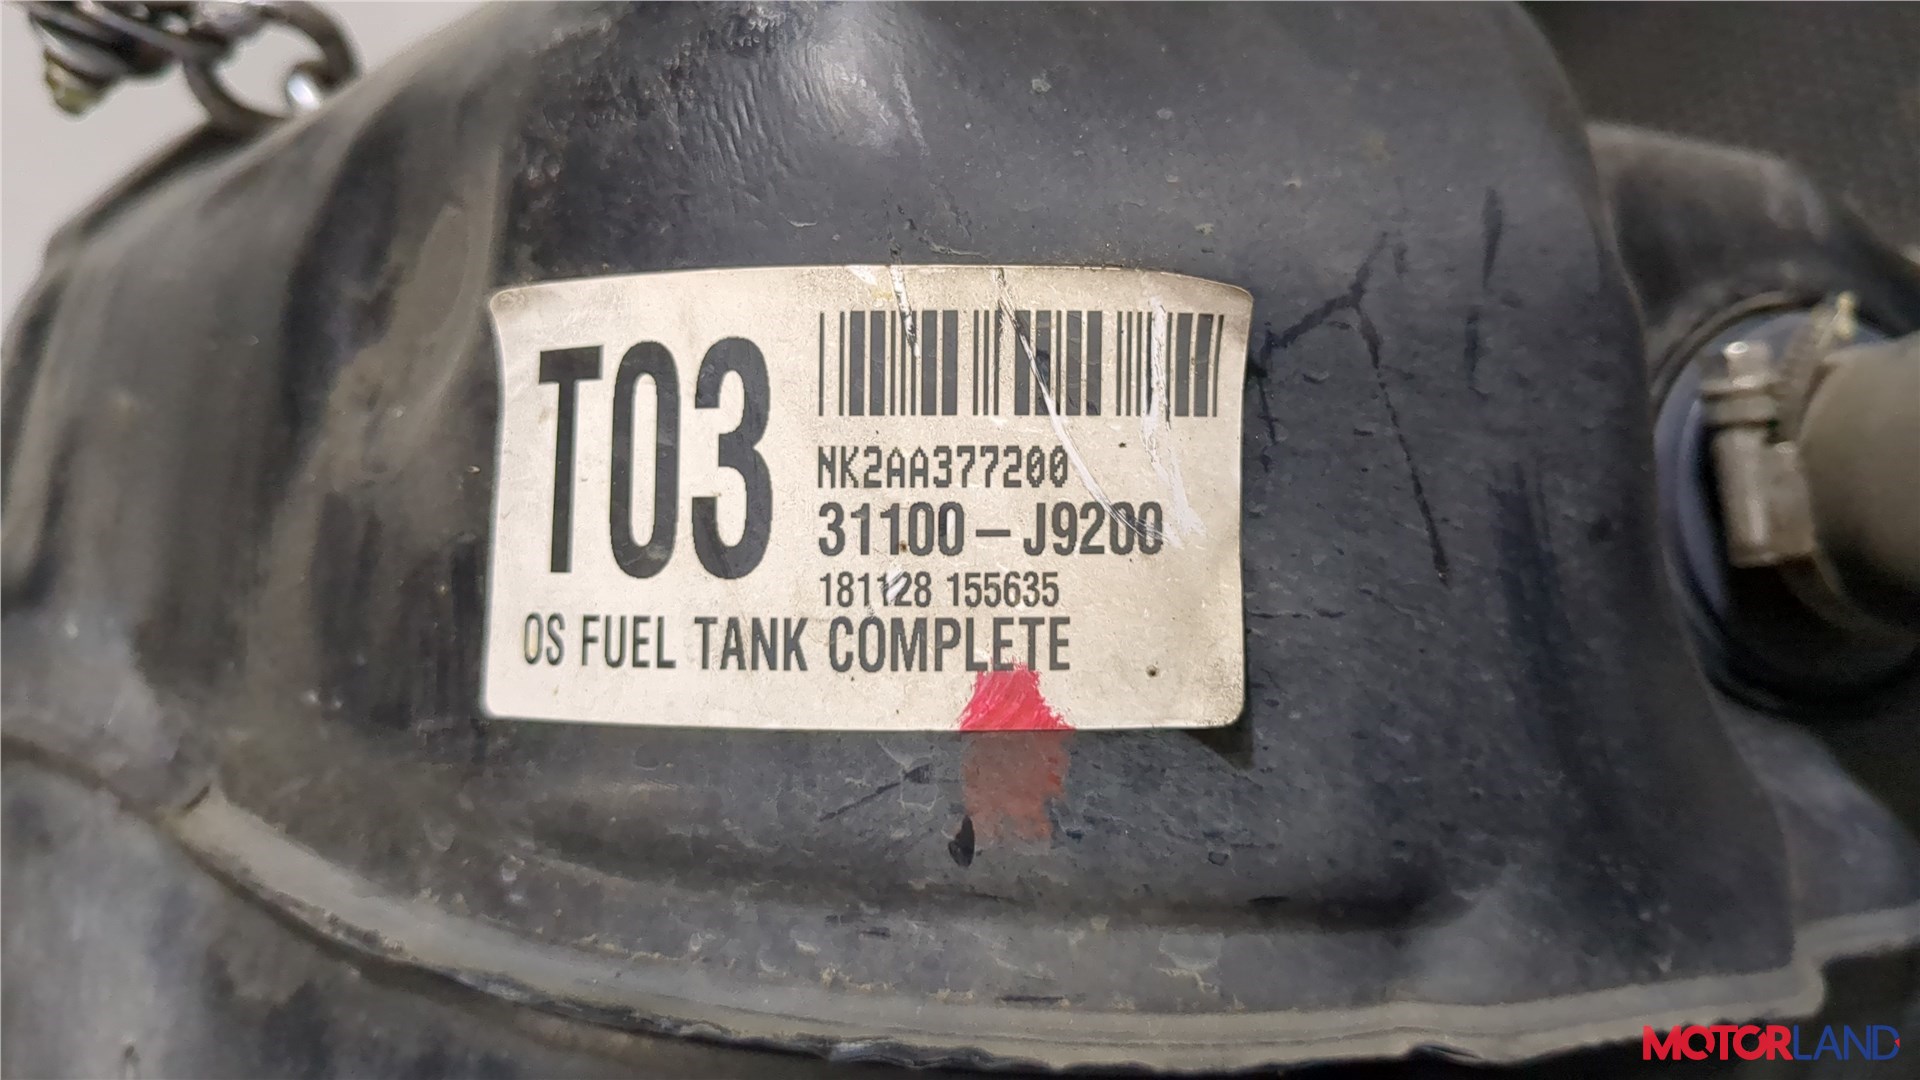 T03
NK2AA377200
31100-J9200
181128 155635
OS FUEL TANK COMPLETE
MOTORLAND